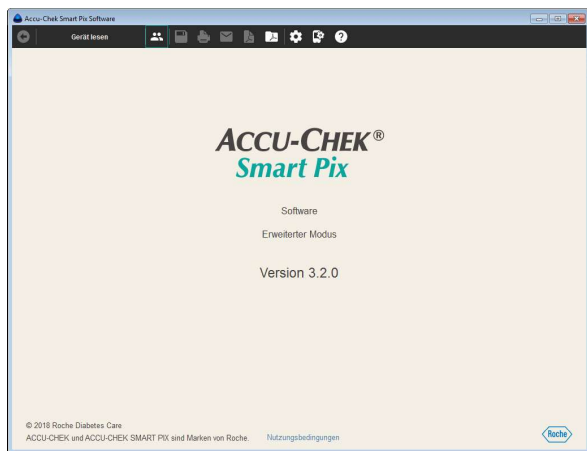 Accu-Chek Smart Pix Software
Gerät lesen
ACCU-CHEK®
Smart Pix
Software
Erweiterter Modus
Version 3.2.0
© 2018 Roche Diabetes Care
ACCU-CHEK und ACCU-CHEK SMART PIX sind Marken von Roche. Nutzungsbedingungen
Roche